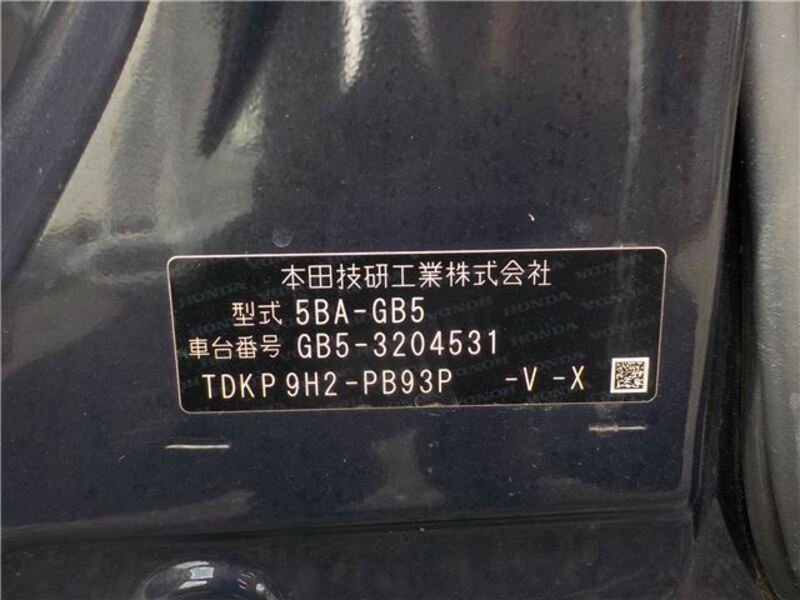 本田技研工業株式会社
型式 5BA-GB5
車台番号 GB5-3204531
TDKP 9H2-PB93P -V -X